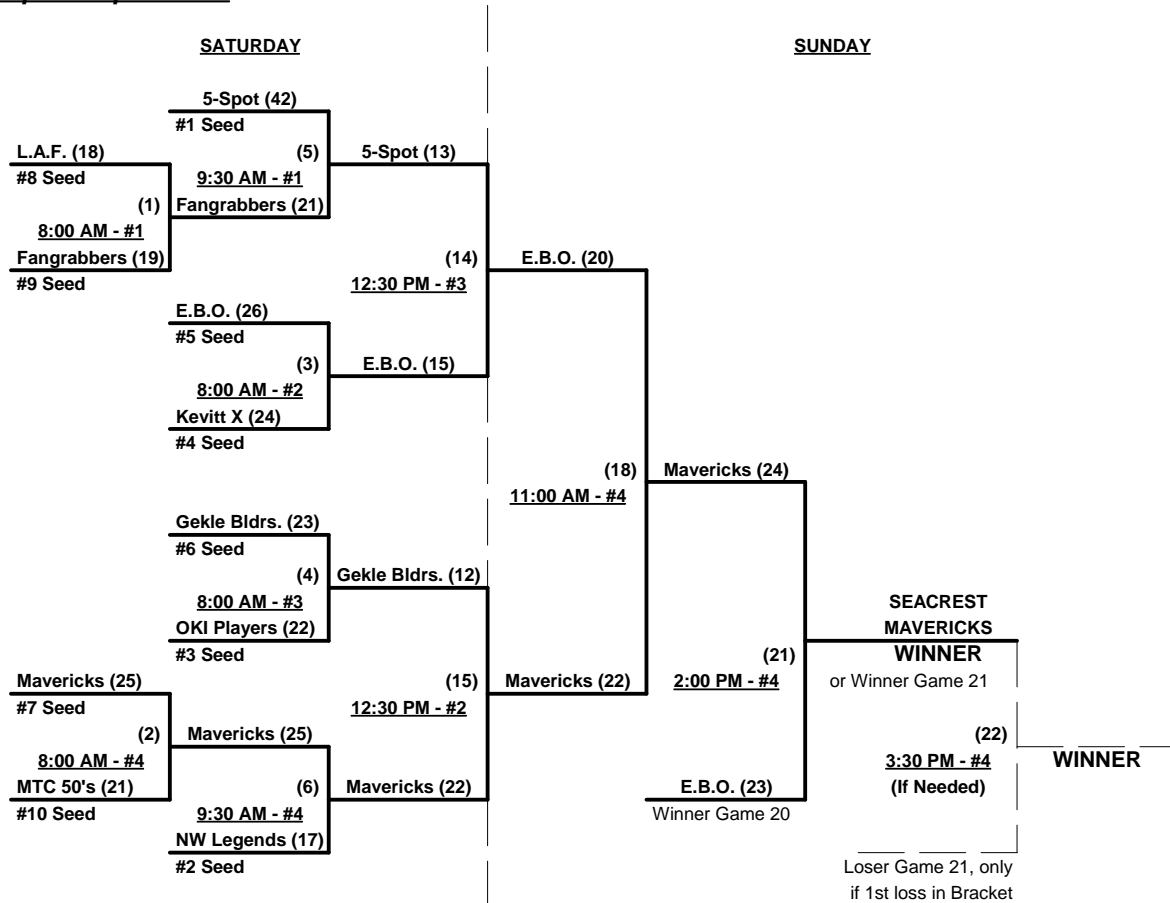 SATURDAY
SUNDAY
5-Spot (42)
#1 Seed
L.A.F. (18)
#8 Seed
(5)
9:30 AM - #1
5-Spot (13)
(1)
8:00 AM - #1
Fangrabbers (21)
Fangrabbers (19)
#9 Seed
(14)
12:30 PM - #3
E.B.O. (20)
E.B.O. (26)
#5 Seed
(3)
8:00 AM - #2
E.B.O. (15)
Kevitt X (24)
#4 Seed
(18)
11:00 AM - #4
Mavericks (24)
Gekle Bldrs. (23)
#6 Seed
(4)
8:00 AM - #3
Gekle Bldrs. (12)
OKI Players (22)
#3 Seed
SEACREST
MAVERICKS
WINNER
or Winner Game 21
(21)
2:00 PM - #4
Mavericks (25)
#7 Seed
(15)
12:30 PM - #2
Mavericks (22)
(2)
8:00 AM - #4
Mavericks (25)
MTC 50's (21)
#10 Seed
(6)
9:30 AM - #4
Mavericks (22)
NW Legends (17)
#2 Seed
E.B.O. (23)
Winner Game 20
(22)
3:30 PM - #4
(If Needed)
WINNER
Loser Game 21, only
if 1st loss in Bracket